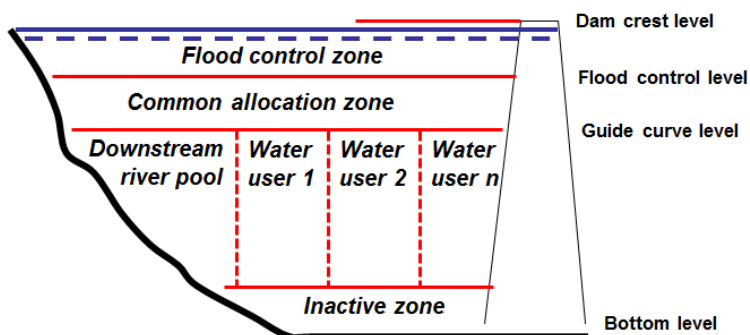 Dam crest level
Flood control zone
Flood control level
Common allocation zone
Guide curve level
Downstream river pool
Water user 1
Water user 2
Water user n
Inactive zone
Bottom level